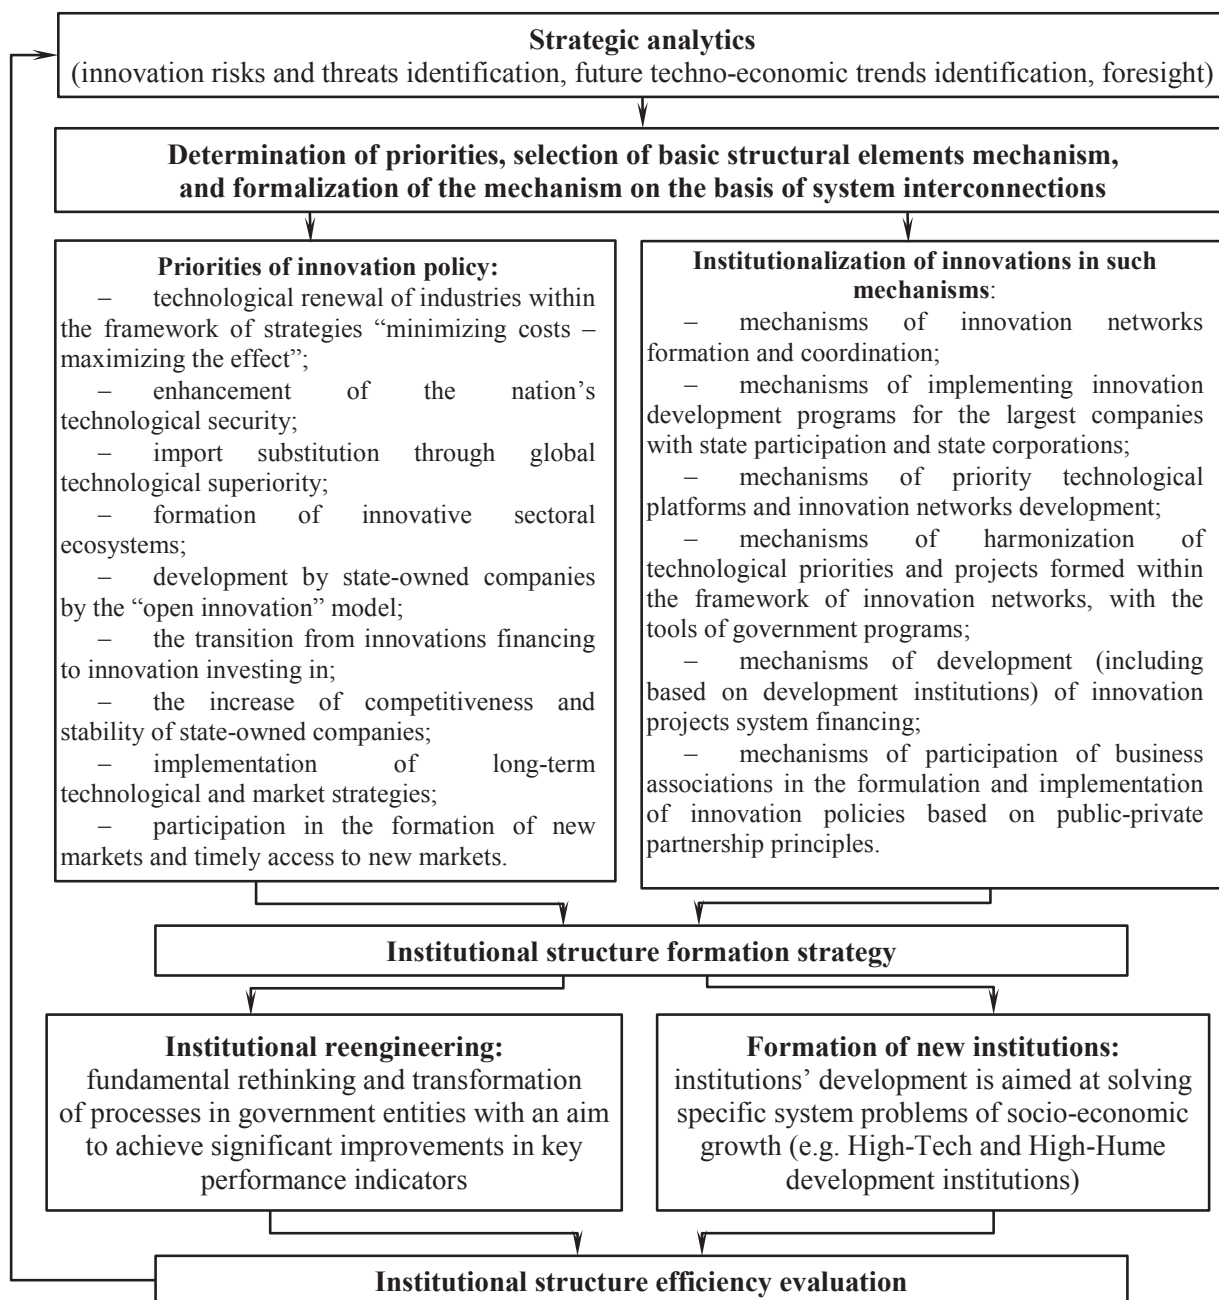 Strategic analytics
(innovation risks and threats identification, future techno-economic trends identification, foresight)
Determination of priorities, selection of basic structural elements mechanism,
and formalization of the mechanism on the basis of system interconnections
Priorities of innovation policy:
– technological renewal of industries within
the framework of strategies “minimizing costs –
maximizing the effect”;
– enhancement of the nation’s
technological security;
– import substitution through global
technological superiority;
– formation of innovative sectoral
ecosystems;
– development by state-owned companies
by the “open innovation” model;
– the transition from innovations financing
to innovation investing in;
– the increase of competitiveness and
stability of state-owned companies;
– implementation of long-term
technological and market strategies;
– participation in the formation of new
markets and timely access to new markets.
Institutionalization of innovations in such
mechanisms:
– mechanisms of innovation networks
formation and coordination;
– mechanisms of implementing innovation
development programs for the largest companies
with state participation and state corporations;
– mechanisms of priority technological
platforms and innovation networks development;
– mechanisms of harmonization of
technological priorities and projects formed within
the framework of innovation networks, with the
tools of government programs;
– mechanisms of development (including
based on development institutions) of innovation
projects system financing;
– mechanisms of participation of business
associations in the formulation and implementation
of innovation policies based on public-private
partnership principles.
Institutional structure formation strategy
Institutional reengineering:
fundamental rethinking and transformation
of processes in government entities with an aim
to achieve significant improvements in key
performance indicators
Formation of new institutions:
institutions’ development is aimed at solving
specific system problems of socio-economic
growth (e.g. High-Tech and High-Hume
development institutions)
Institutional structure efficiency evaluation